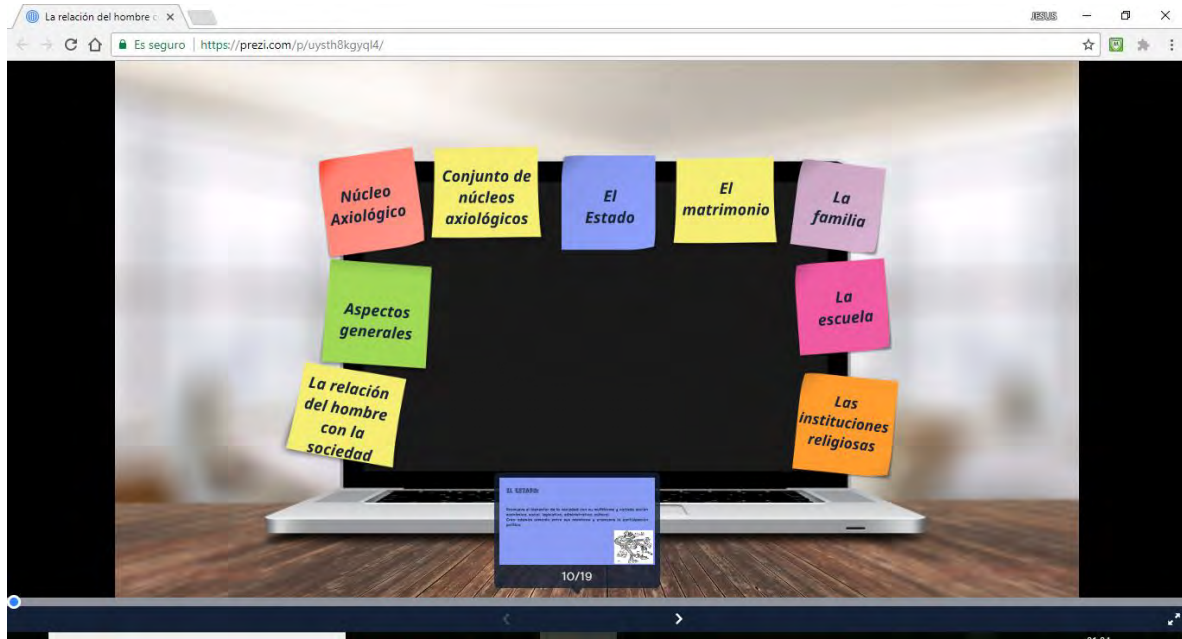 La relación del hombre c
JESUS
Es seguro
https://prezi.com/p/uysth8kgyql4/
Núcleo
Axiológico
Conjunto de
núcleos
axiológicos
El
Estado
El
matrimonio
La
familia
Aspectos
generales
La
escuela
La relación
del hombre
con la
sociedad
Las
instituciones
religiosas
EL ESTADO:
10/19